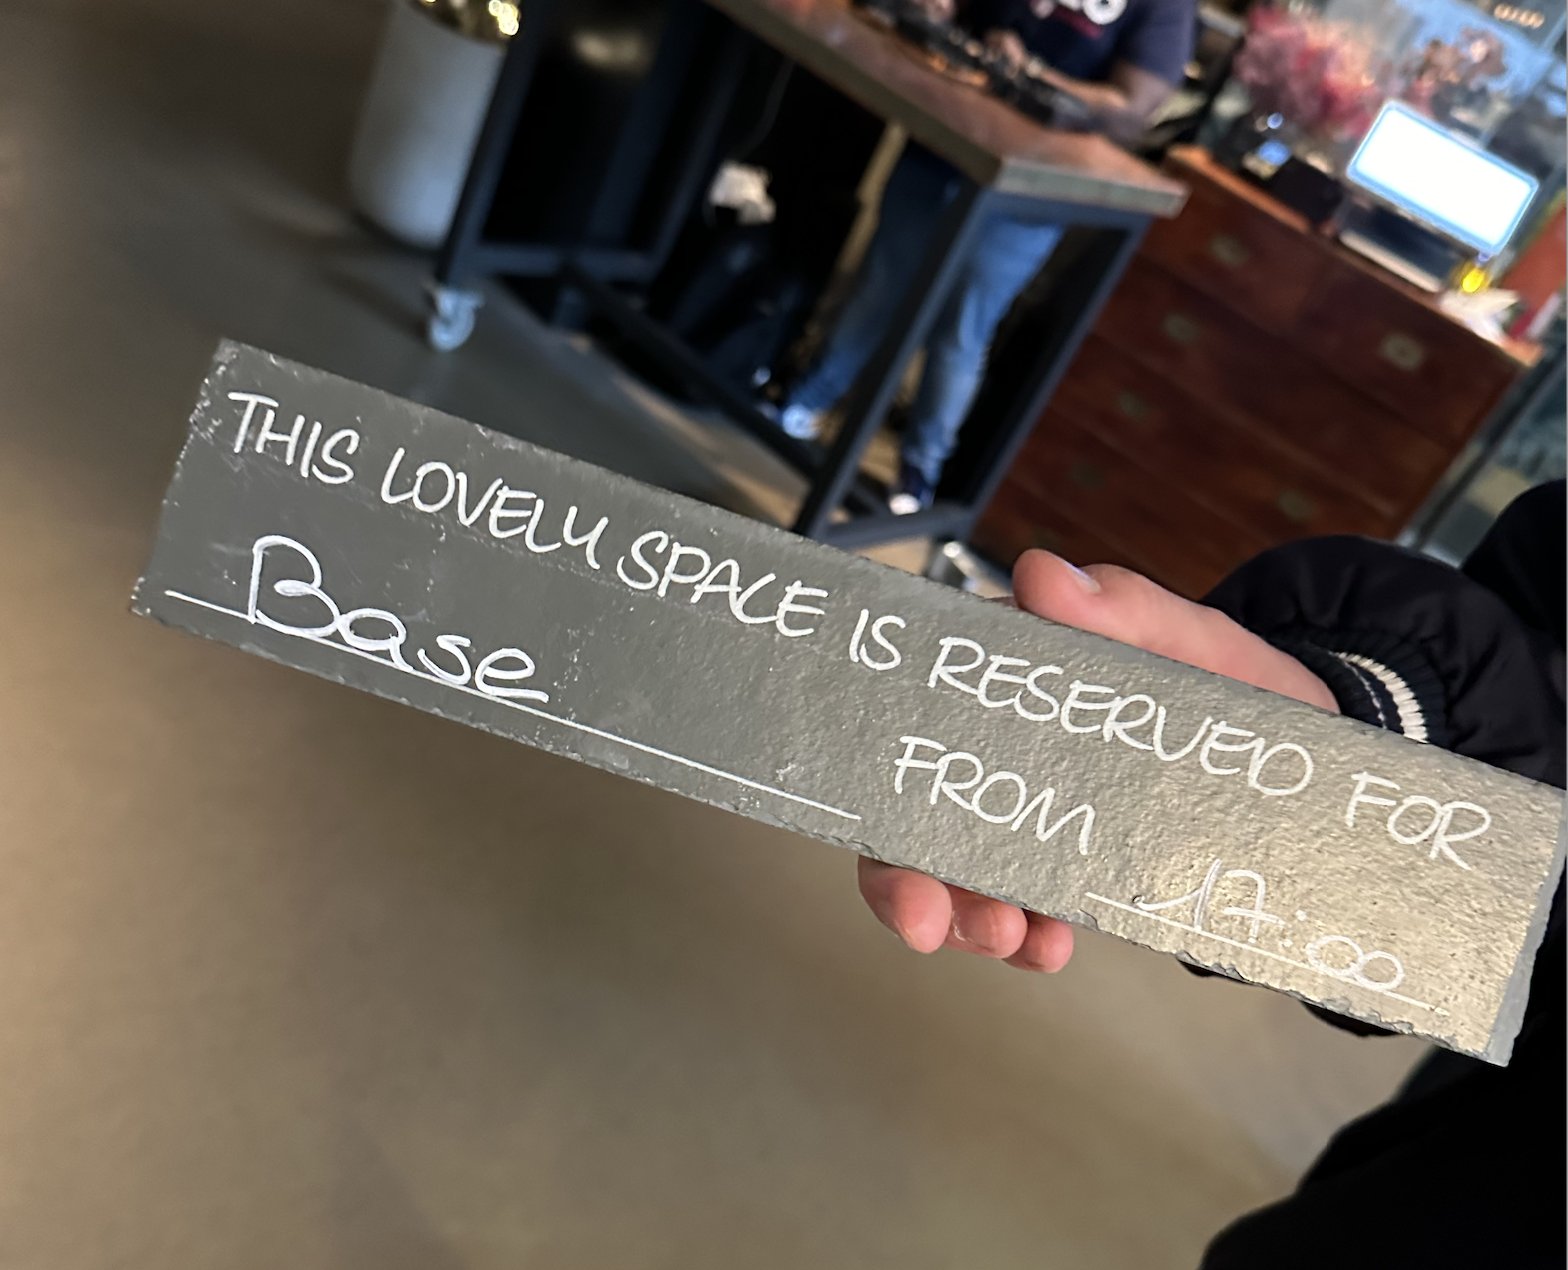 THIS LOVELY SPACE IS RESERVED FOR
Base FROM 17:00